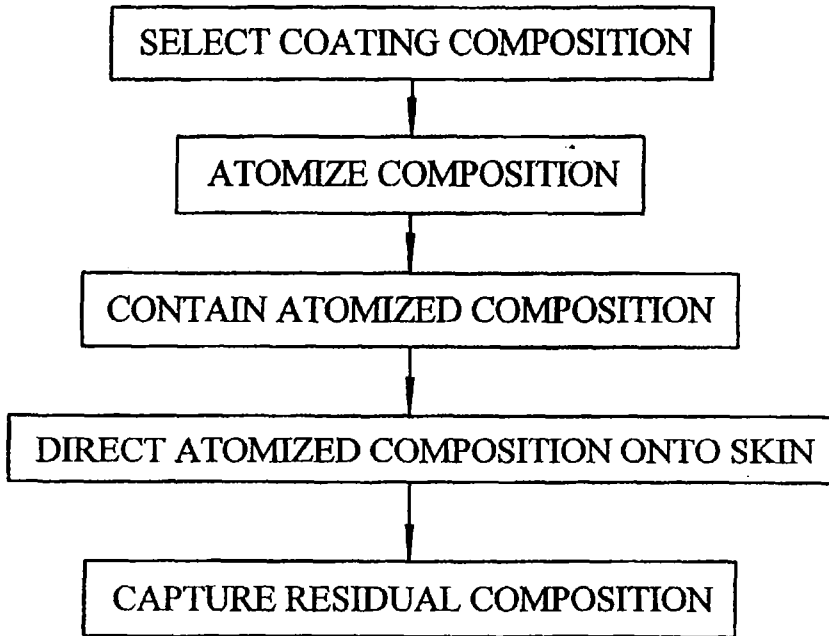 SELECT COATING COMPOSITION
ATOMIZE COMPOSITION
CONTAIN ATOMIZED COMPOSITION
DIRECT ATOMIZED COMPOSITION ONTO SKIN
CAPTURE RESIDUAL COMPOSITION